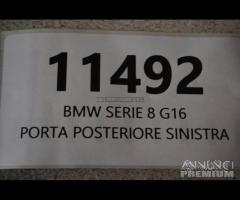 11492
BMW SERIE 8 G16
PORTA POSTERIORE SINISTRA
ANNUNCI
PREMIUM